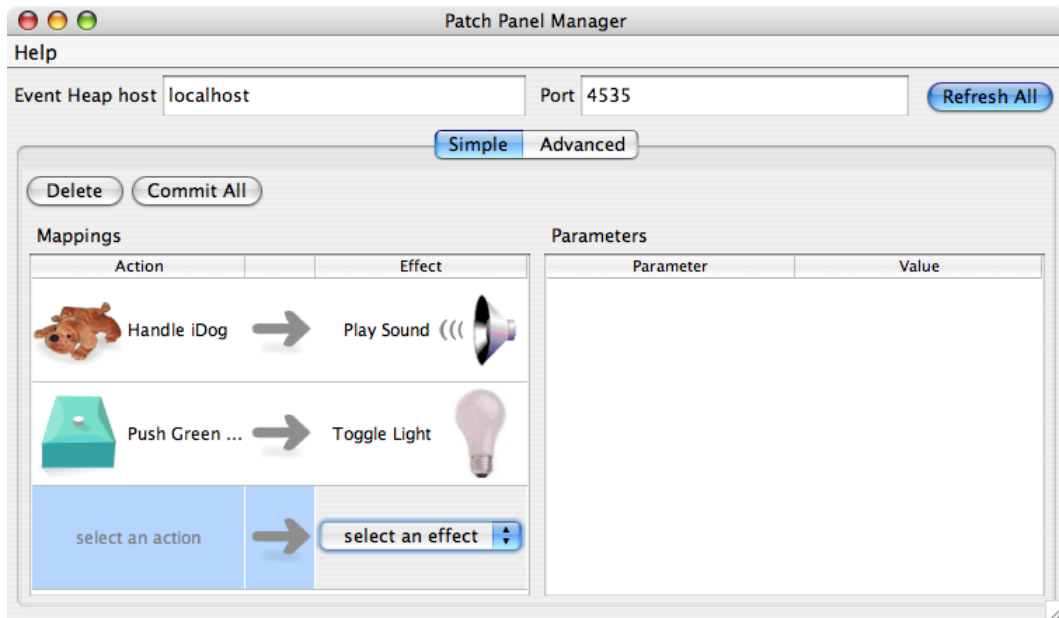 Patch Panel Manager
Help
Event Heap host localhost Port 4535 Refresh All
Simple Advanced
Delete Commit All
Mappings Parameters
Action Effect Parameter Value
Handle iDog Play Sound
Push Green ... Toggle Light
select an action select an effect